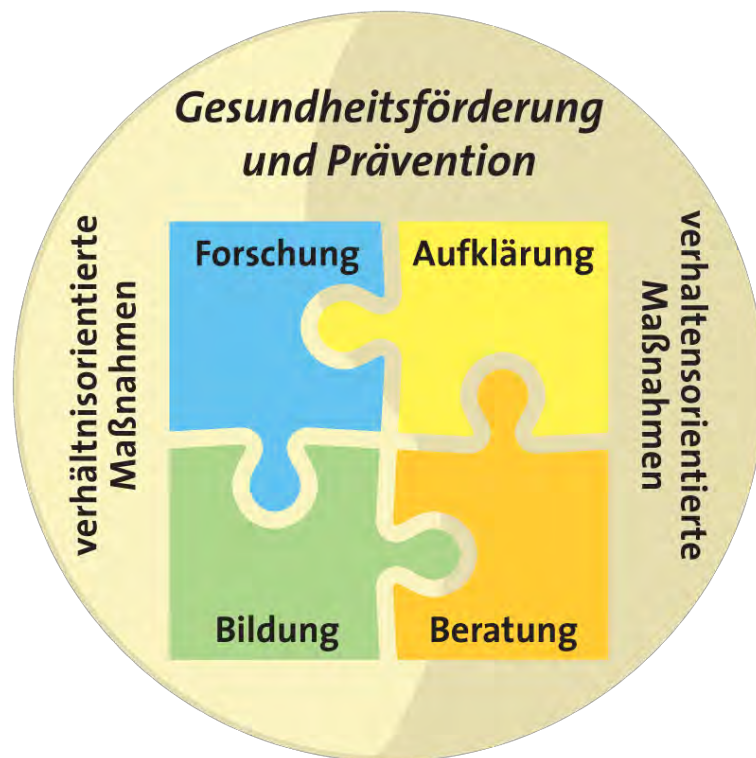 Gesundheitsförderung
und Prävention
verhältnisorientierte
Maßnahmen
Forschung
Aufklärung
Bildung
Beratung
verhaltensorientierte
Maßnahmen